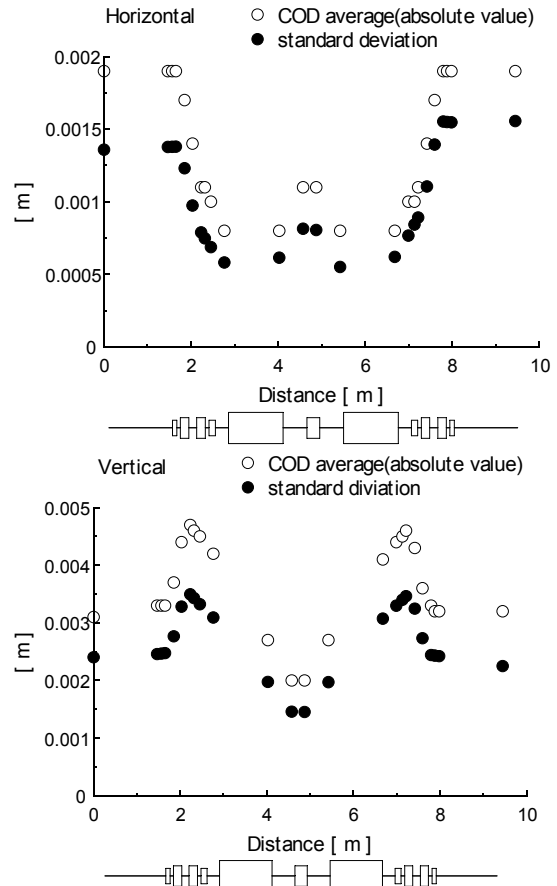 Horizontal
○ COD average(absolute value)
● standard deviation
0.002
0.0015
0.001
0.0005
0
[ m]
0 2 4 6 8 10
Distance [ m]
Vertical
○ COD average(absolute value)
● standard diviation
0.005
0.004
0.003
0.002
0.001
0
[ m]
0 2 4 6 8 10
Distance [ m]